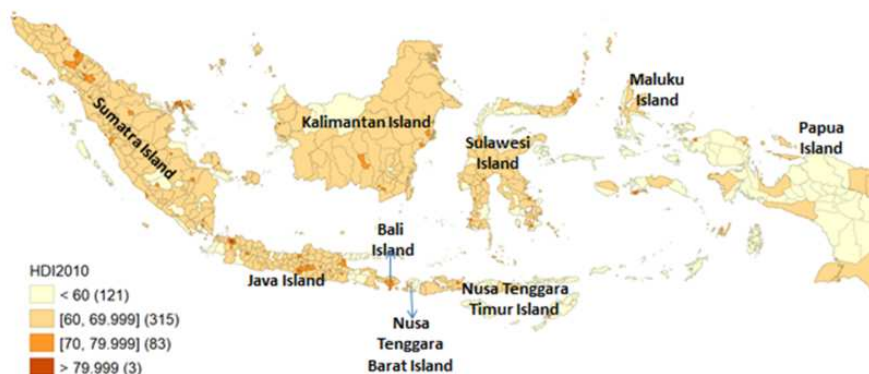 Maluku
Island
Papua
Island
Kalimantan Island
Sumatra Island
Sulawesi
Island
Bali
Island
Java Island
Nusa Tenggara
Timur Island
Nusa
Tenggara
Barat Island
HDI2010
< 60 (121)
[60, 69.999] (315)
[70, 79.999] (83)
> 79.999 (3)